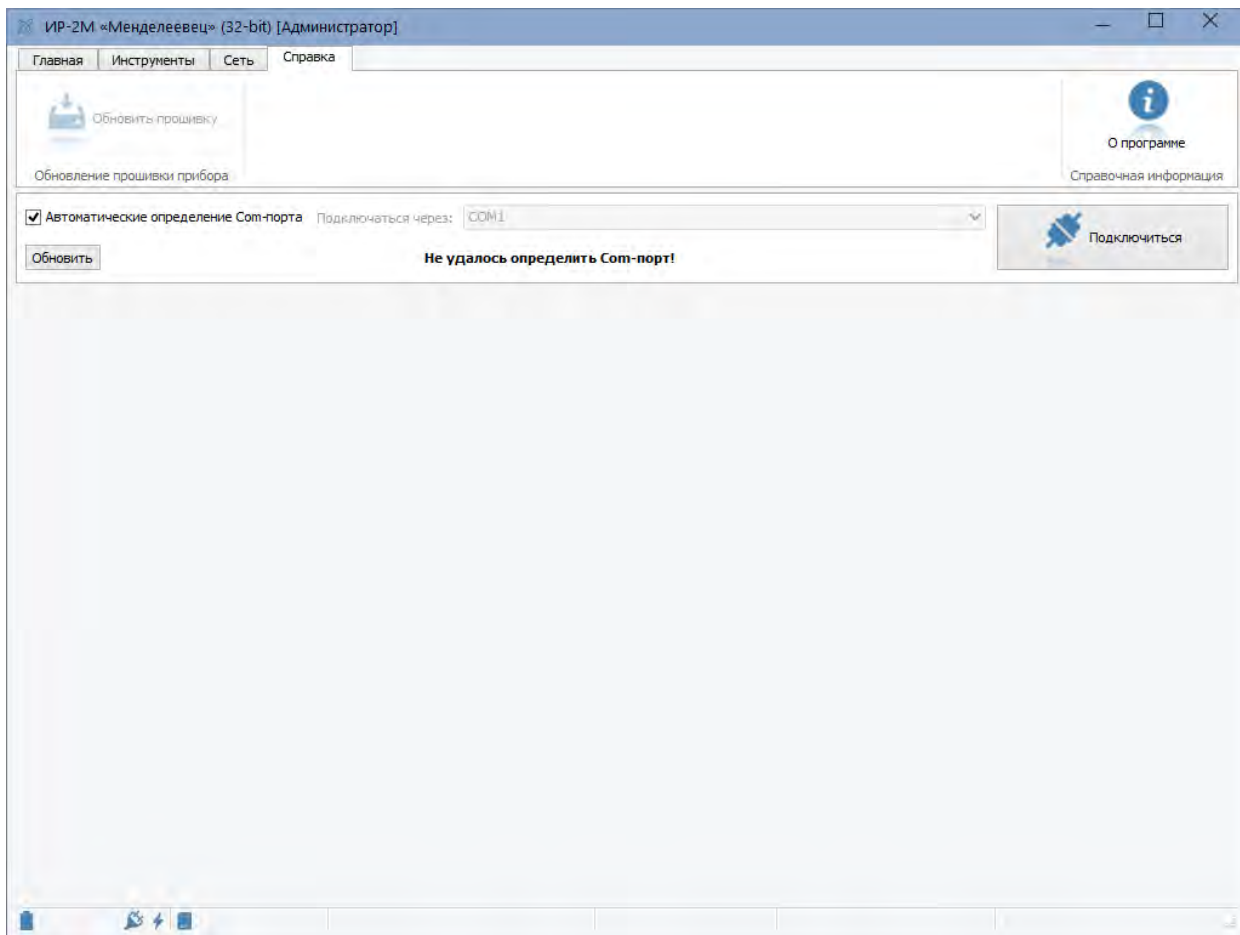 ИР-2М «Менделеевец» (32-bit) [Администратор]
Главная Инструменты Сеть Справка
Обновить прошивку
О программе
Обновление прошивки прибора
Справочная информация
Автоматические определение Com-порта Подключаться через: COM1
Подключиться
Обновить
Не удалось определить Com-порт!